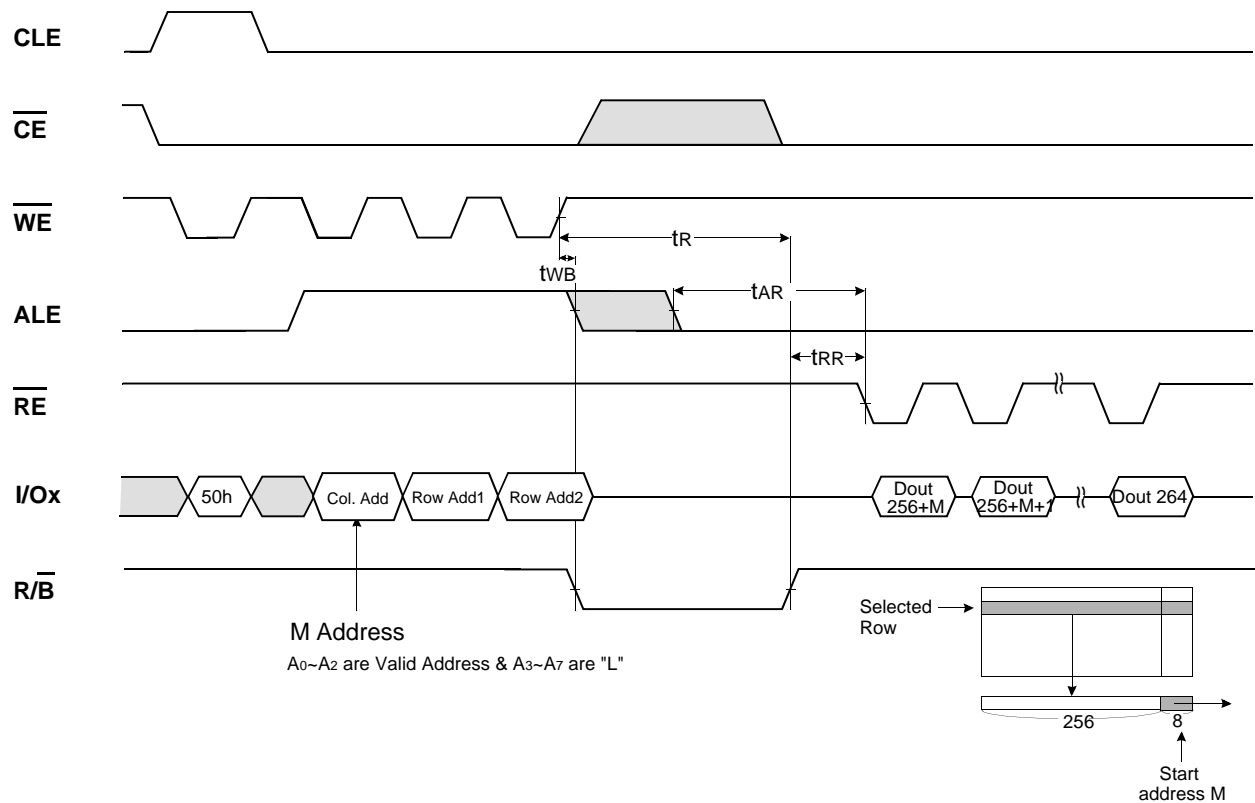 CLE
CE
WE
tR
tWB
ALE
tAR
tRR
RE
I/Ox
50h
Col. Add
Row Add1
Row Add2
Dout
256+M
Dout
256+M+1
Dout 264
R/B
M Address
A0~A2 are Valid Address & A3~A7 are "L"
Selected
Row
256
8
Start
address M